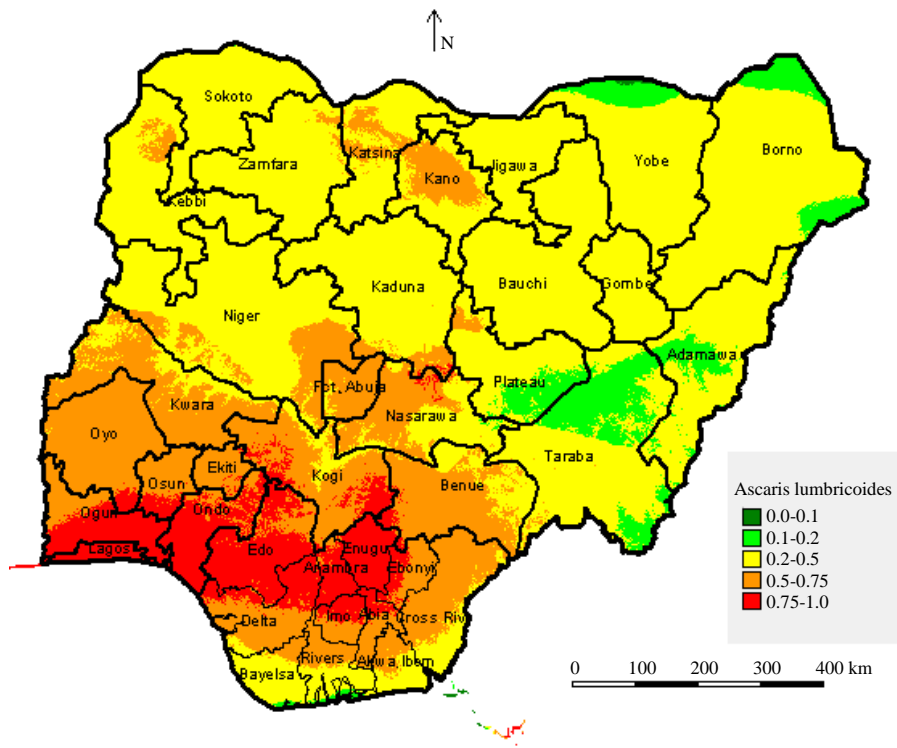 N
Sokoto
Zamfara
Katsina
Kano
Jigawa
Yobe
Borno
Kebbi
Niger
Kaduna
Bauchi
Gombe
Adamawa
Fct, Abuja
Plateau
Kwara
Nasarawa
Oyo
Ekiti
Kogi
Taraba
Osun
Benue
Ogun
Ondo
Lagos
Edo
Enugu
Anambra
Ebonyi
Delta
Imo
Abia
Cross Riv
Rivers
Akwa Ibom
Bayelsa
Ascaris lumbricoides
0.0-0.1
0.1-0.2
0.2-0.5
0.5-0.75
0.75-1.0
0 100 200 300 400 km